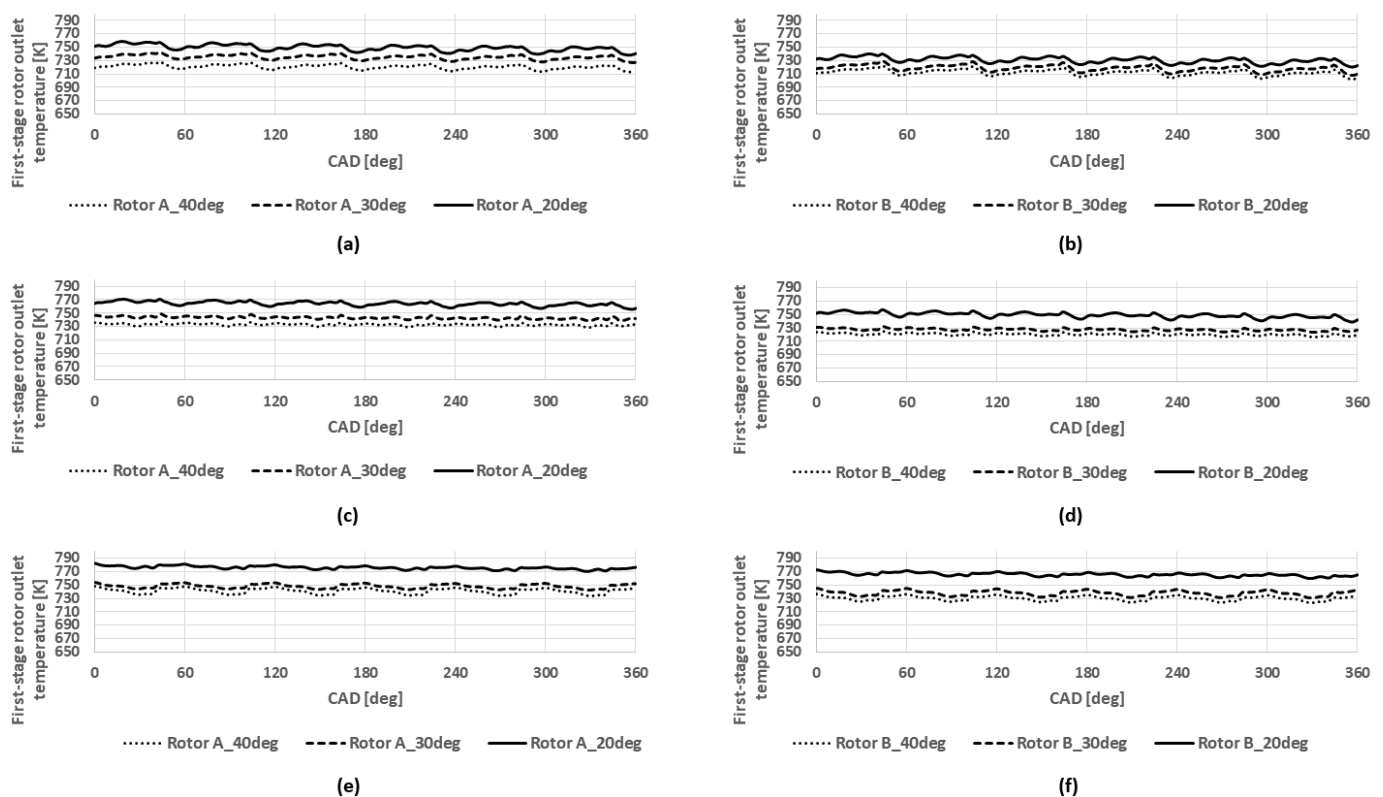 First-stage rotor outlet
temperature [K]
790
770
750
730
710
690
670
650
0 60 120 180 240 300 360
CAD [deg]
Rotor A_40deg Rotor A_30deg Rotor A_20deg
(a)
First-stage rotor outlet
temperature [K]
790
770
750
730
710
690
670
650
0 60 120 180 240 300 360
CAD [deg]
Rotor B_40deg Rotor B_30deg Rotor B_20deg
(b)
First-stage rotor outlet
temperature [K]
790
770
750
730
710
690
670
650
0 60 120 180 240 300 360
CAD [deg]
Rotor A_40deg Rotor A_30deg Rotor A_20deg
(c)
First-stage rotor outlet
temperature [K]
790
770
750
730
710
690
670
650
0 60 120 180 240 300 360
CAD [deg]
Rotor B_40deg Rotor B_30deg Rotor B_20deg
(d)
First-stage rotor outlet
temperature [K]
790
770
750
730
710
690
670
650
0 60 120 180 240 300 360
CAD [deg]
Rotor A_40deg Rotor A_30deg Rotor A_20deg
(e)
First-stage rotor outlet
temperature [K]
790
770
750
730
710
690
670
650
0 60 120 180 240 300 360
CAD [deg]
Rotor B_40deg Rotor B_30deg Rotor B_20deg
(f)